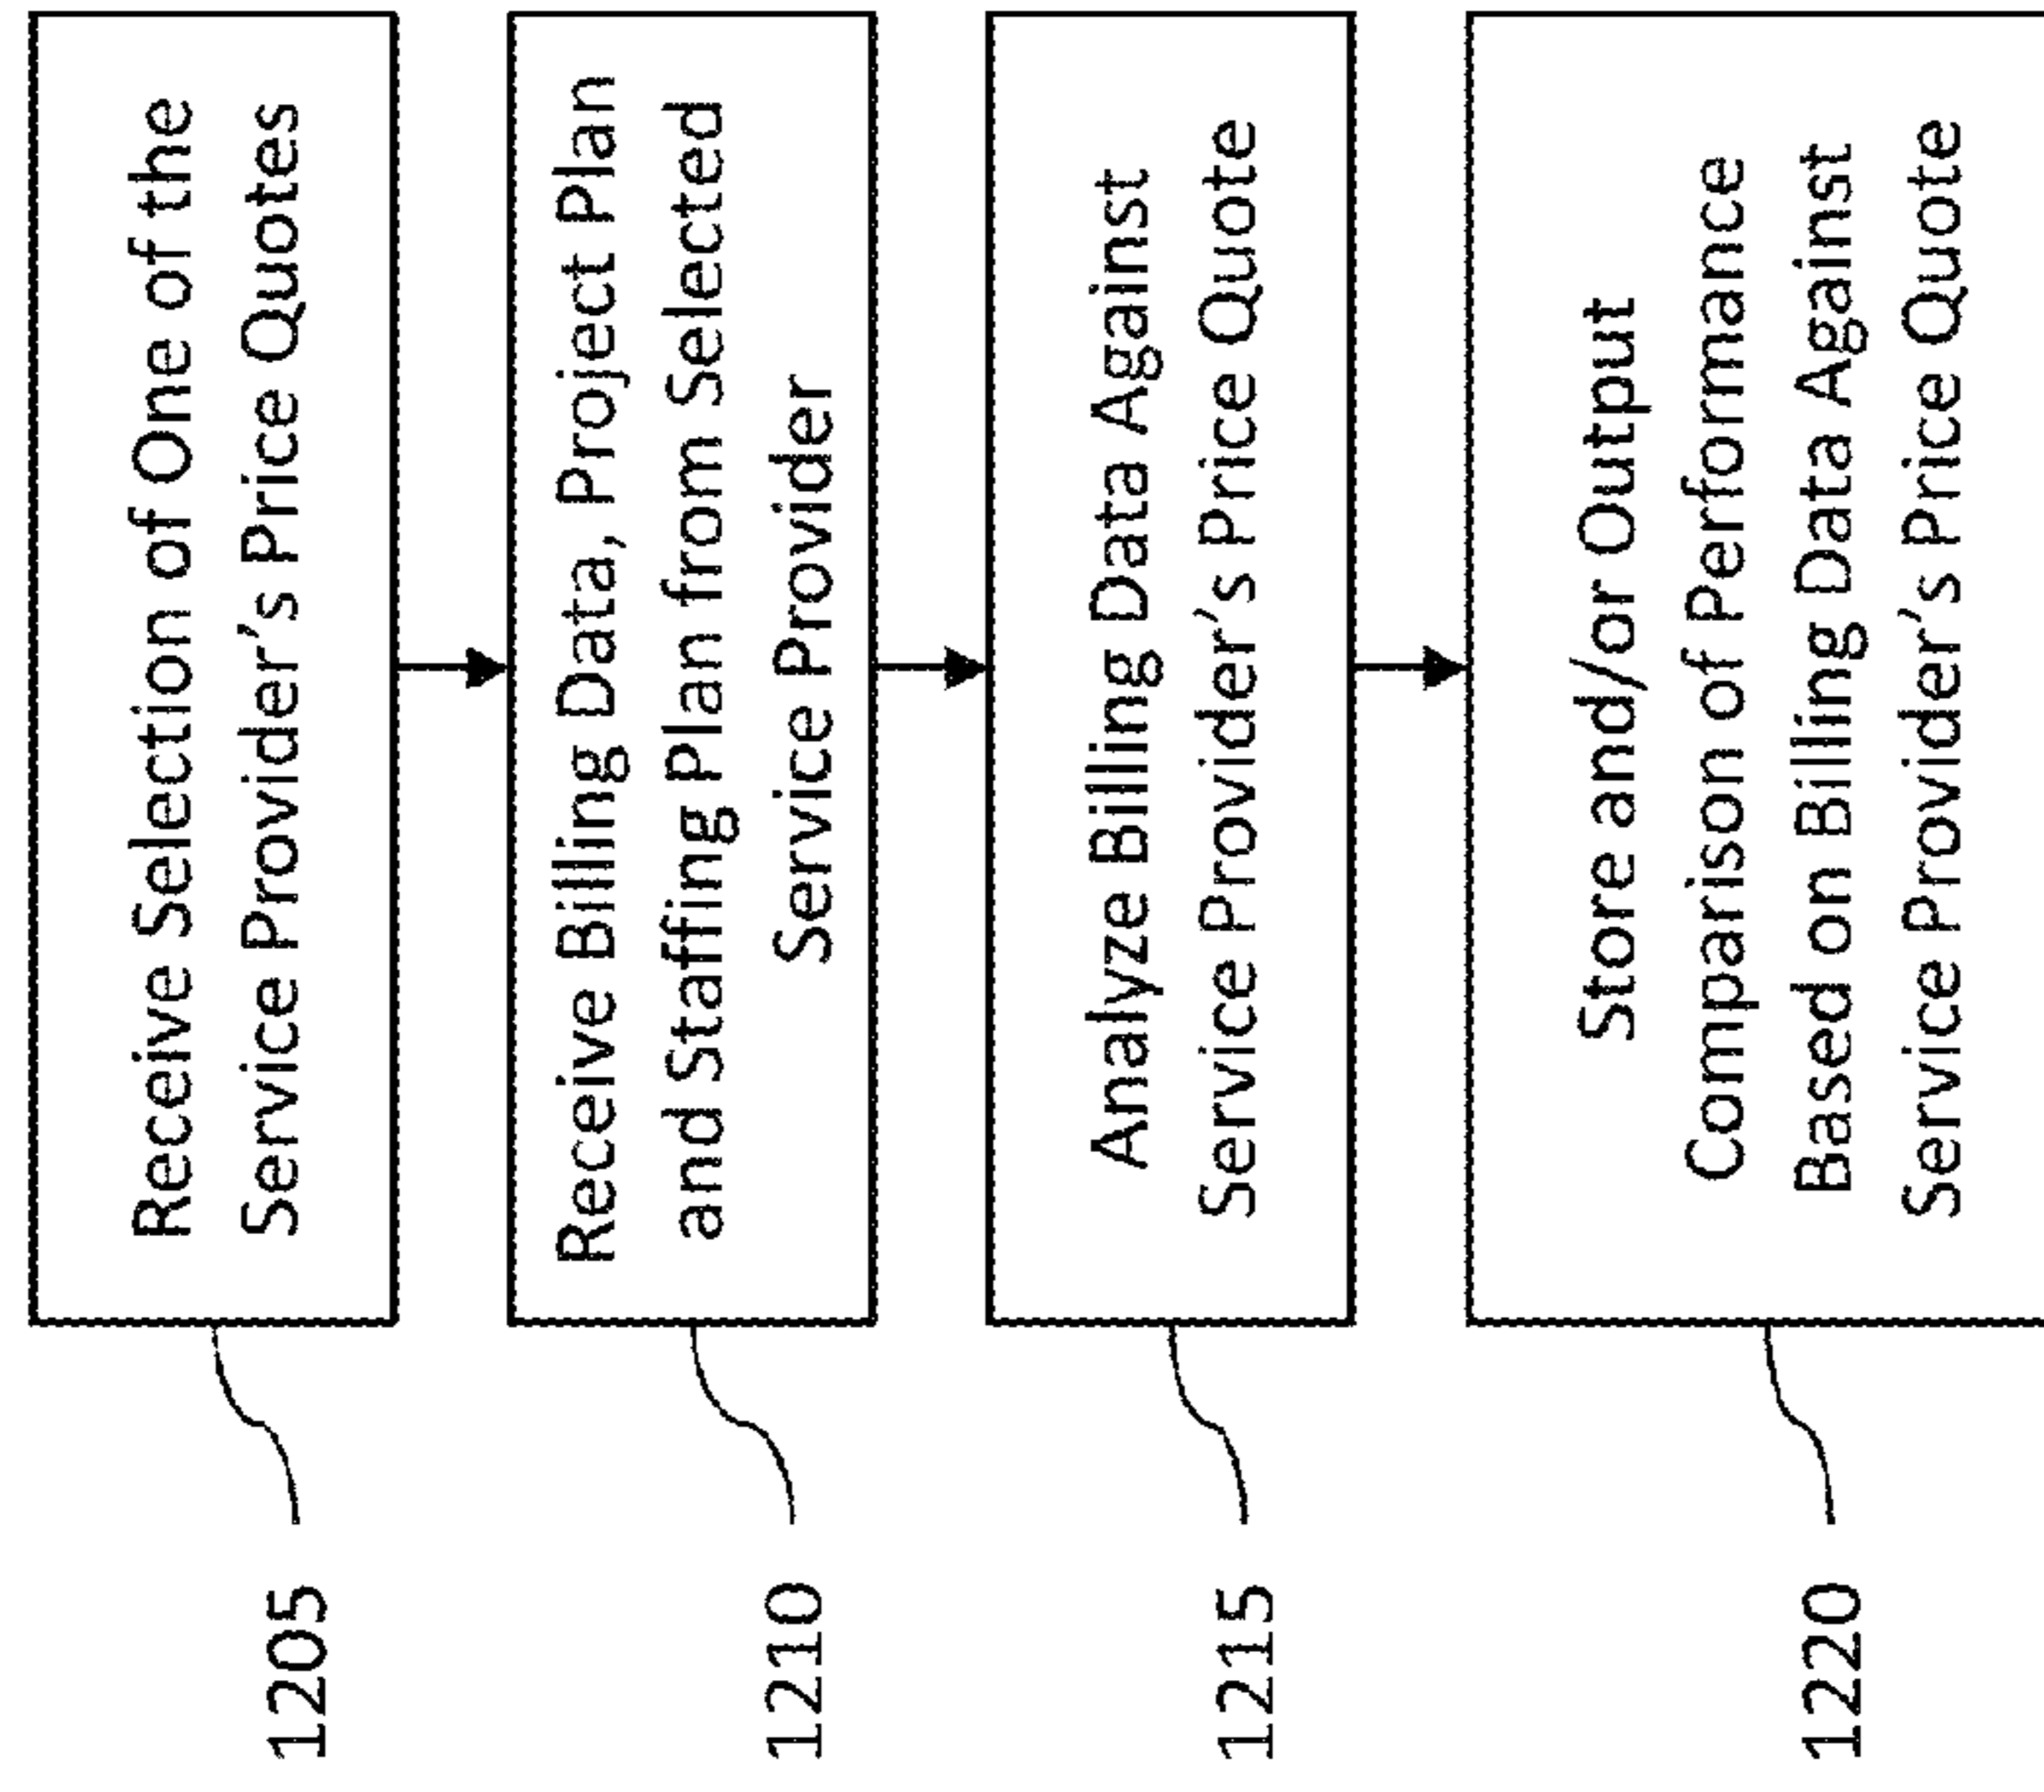 Receive Selection of One of the
Service Provider's Price Quotes
1205
Receive Billing Data, Project Plan
and Staffing Plan from Selected
Service Provider
1210
Analyze Billing Data Against
Service Provider's Price Quote
1215
Store and/or Output
Comparison of Performance
Based on Billing Data Against
Service Provider's Price Quote
1220